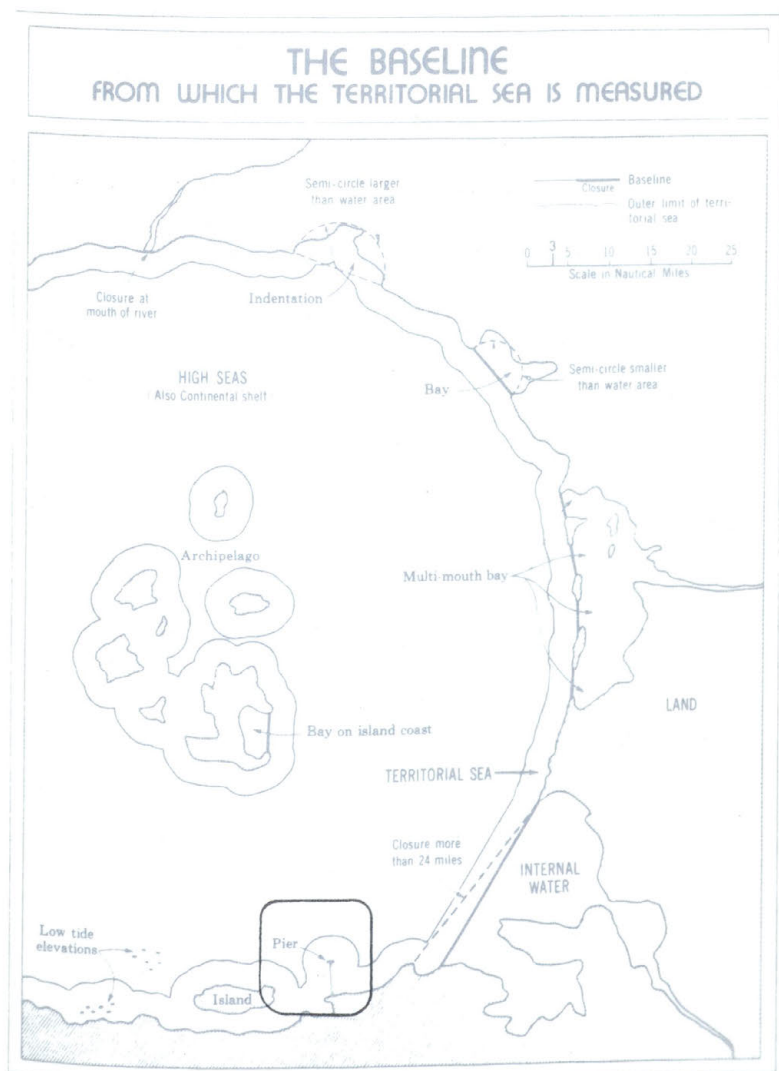 THE BASELINE
FROM WHICH THE TERRITORIAL SEA IS MEASURED
Semi-circle larger
than water area
Baseline
Closure
Outer limit of terri-
torial sea
0 3 5 10 15 20 25
Scale in Nautical Miles
Closure at
mouth of river
Indentation
HIGH SEAS
Also Continental shelf
Bay
Semi-circle smaller
than water area
Archipelago
Multi-mouth bay
LAND
Bay on island coast
TERRITORIAL SEA
Closure more
than 24 miles
INTERNAL
WATER
Low tide
elevations
Pier
Island